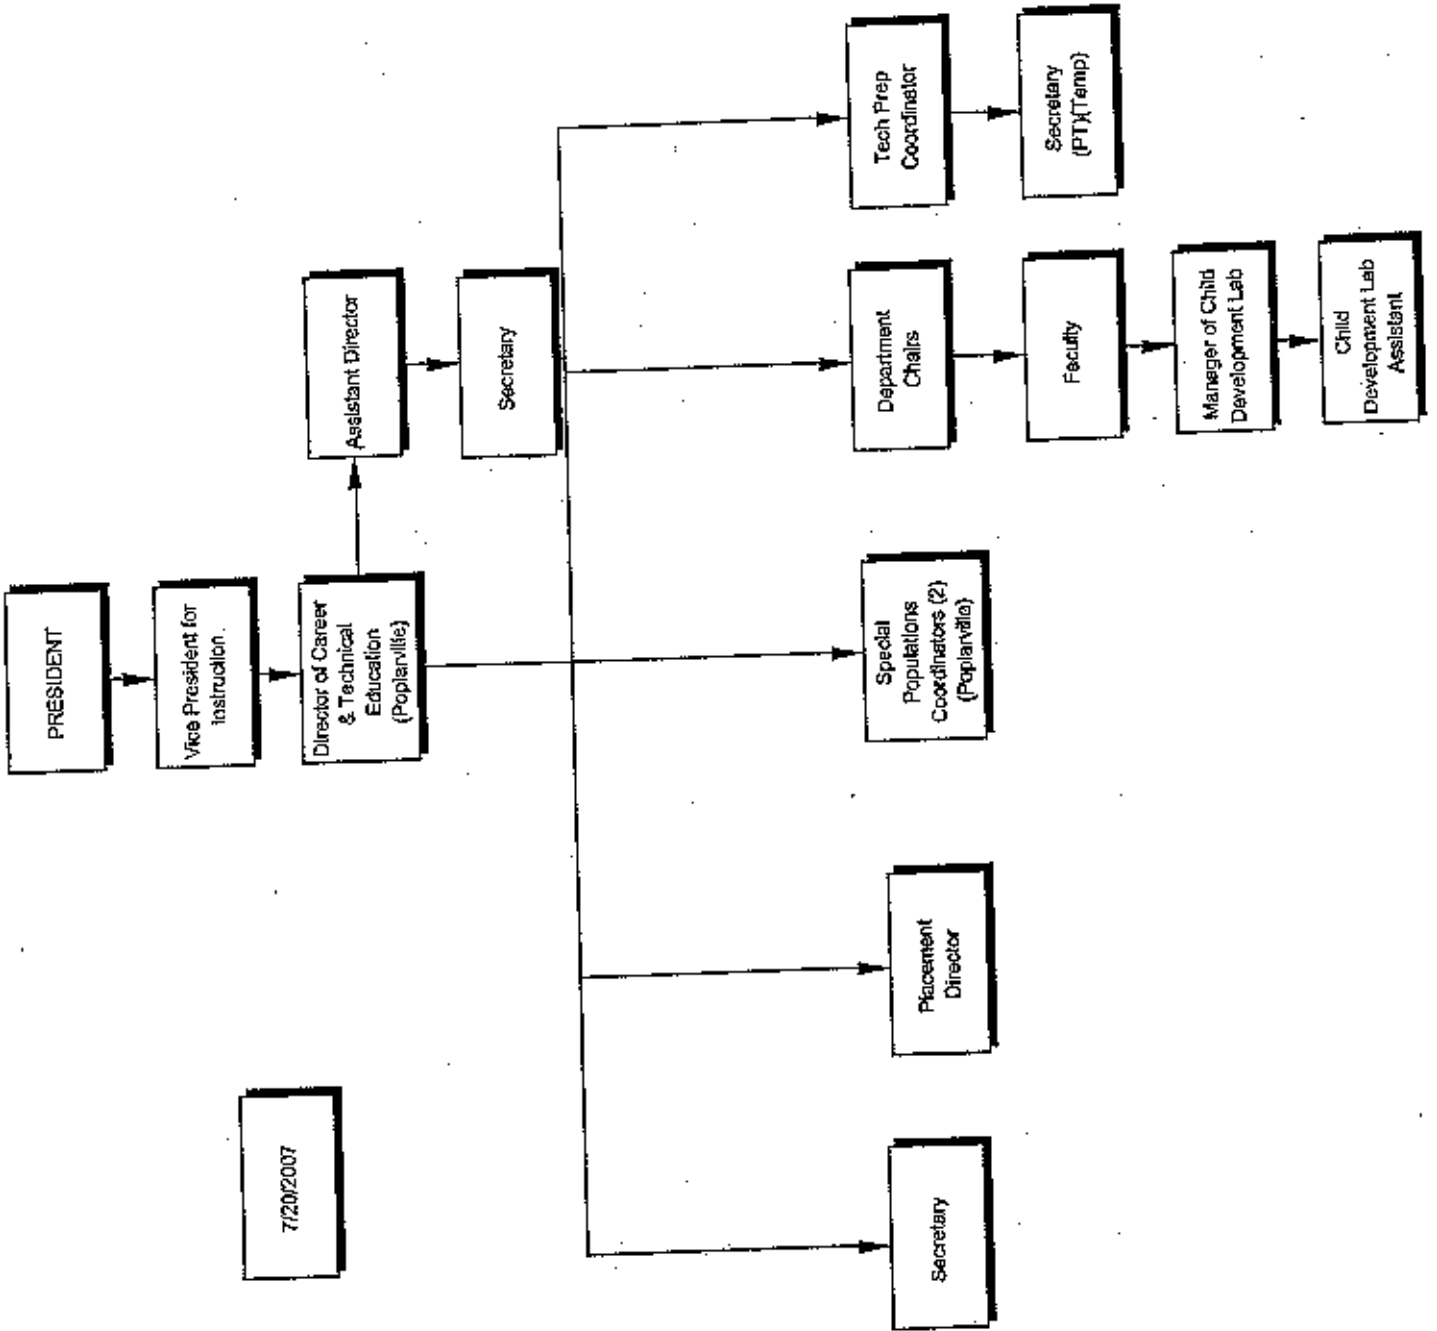 PRESIDENT
Vice President for
Instruction
Director of Career
& Technical
Education
(Poplarville)
Assistant Director
Secretary
7/20/2007
Secretary
Placement
Director
Special
Populations
Coordinators (2)
(Poplarville)
Department
Chairs
Faculty
Manager of Child
Development Lab
Child
Development Lab
Assistant
Tech Prep
Coordinator
Secretary
(PT)(Temp)